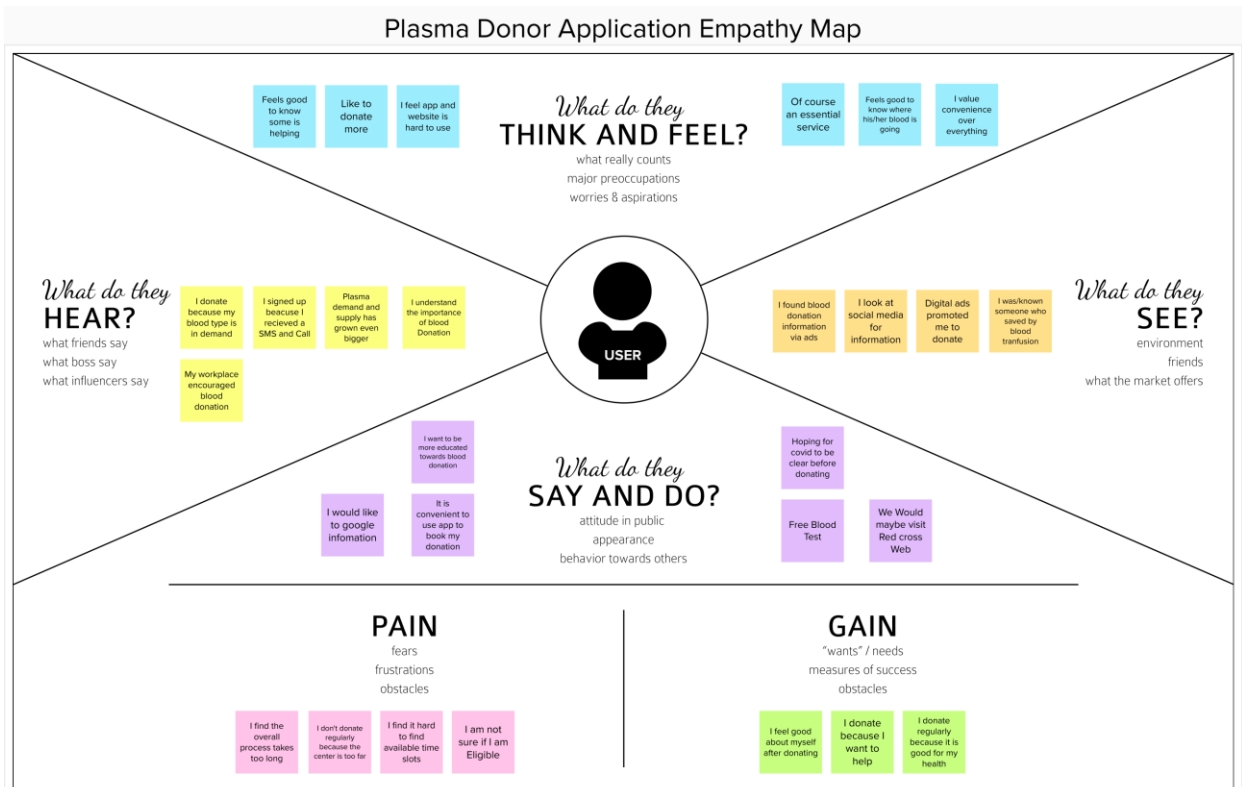 Plasma Donor Application Empathy Map
Feels good
to know
some is
helping
Like to
donate
more
I feel app and
website is
hard to use
What do they
THINK AND FEEL?
what really counts
major preoccupations
worries & aspirations
Of course
an essential
service
Feels good to
know where
his/her blood is
going
I value
convenience
over
everything
What do they
HEAR?
what friends say
what boss say
what influencers say
I donate
because my
blood type is
in demand
I signed up
beacuse I
recieved a
SMS and Call
Plasma
demand and
supply has
grown even
bigger
I understand
the importance
of blood
Donation
My workplace
encouraged
blood
donation
USER
I found blood
donation
information
via ads
I look at
social media
for
information
Digital ads
promoted
me to
donate
I was/known
someone who
saved by
blood
tranfusion
What do they
SEE?
environment
friends
what the market offers
I want to be
more educated
towards blood
donation
I would like
to google
infomation
It is
convenient to
use app to
book my
donation
What do they
SAY AND DO?
attitude in public
appearance
behavior towards others
Hoping for
covid to be
clear before
donating
Free Blood
Test
We Would
maybe visit
Red cross
Web
PAIN
fears
frustrations
obstacles
I find the
overall
process takes
too long
I don't donate
regularly
because the
center is too far
I find it hard
to find
available time
slots
I am not
sure if I am
Eligible
GAIN
"wants" / needs
measures of success
obstacles
I feel good
about myself
after donating
I donate
because I
want to
help
I donate
regularly
because it is
good for my
health